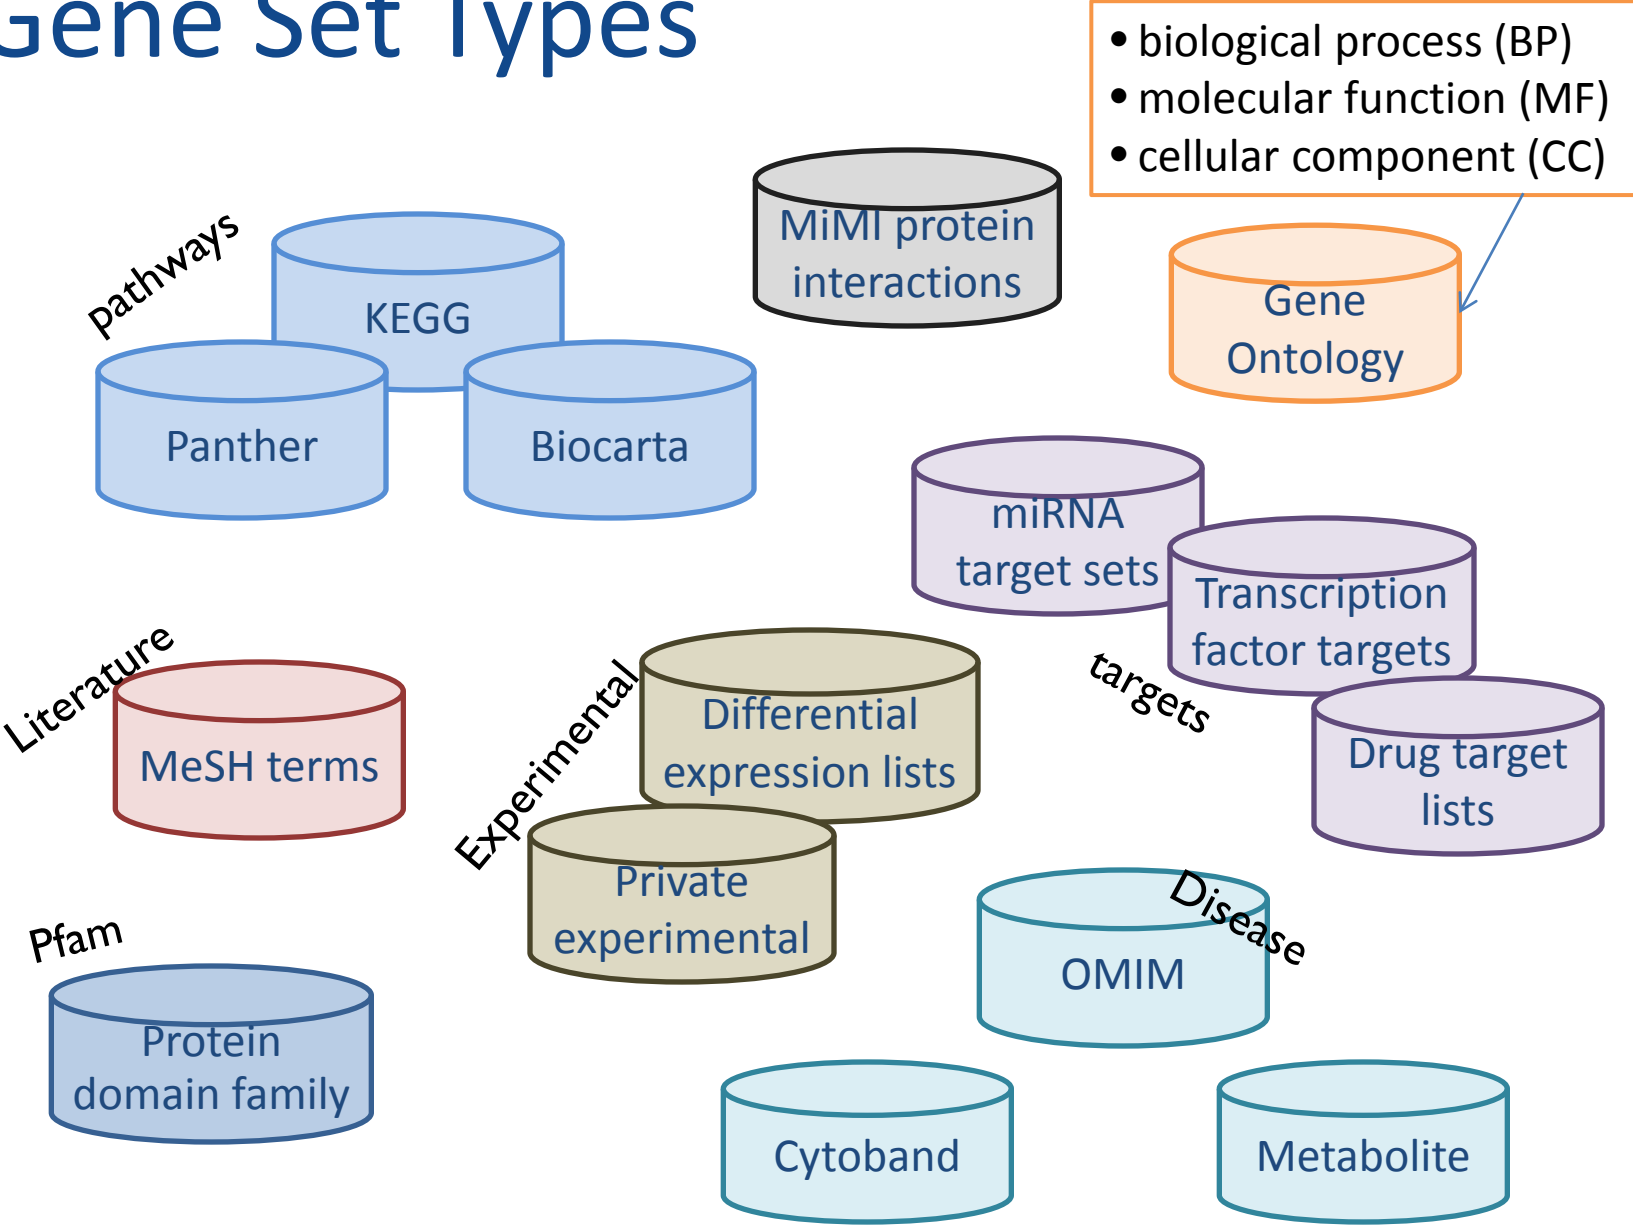 Gene Set Types
• biological process (BP)
• molecular function (MF)
• cellular component (CC)
MiMI protein
interactions
Gene
Ontology
pathways
KEGG
Panther
Biocarta
miRNA
target sets
Transcription
factor targets
targets
Drug target
lists
Literature
MeSH terms
Experimental
Differential
expression lists
Private
experimental
Disease
OMIM
Pfam
Protein
domain family
Cytoband
Metabolite